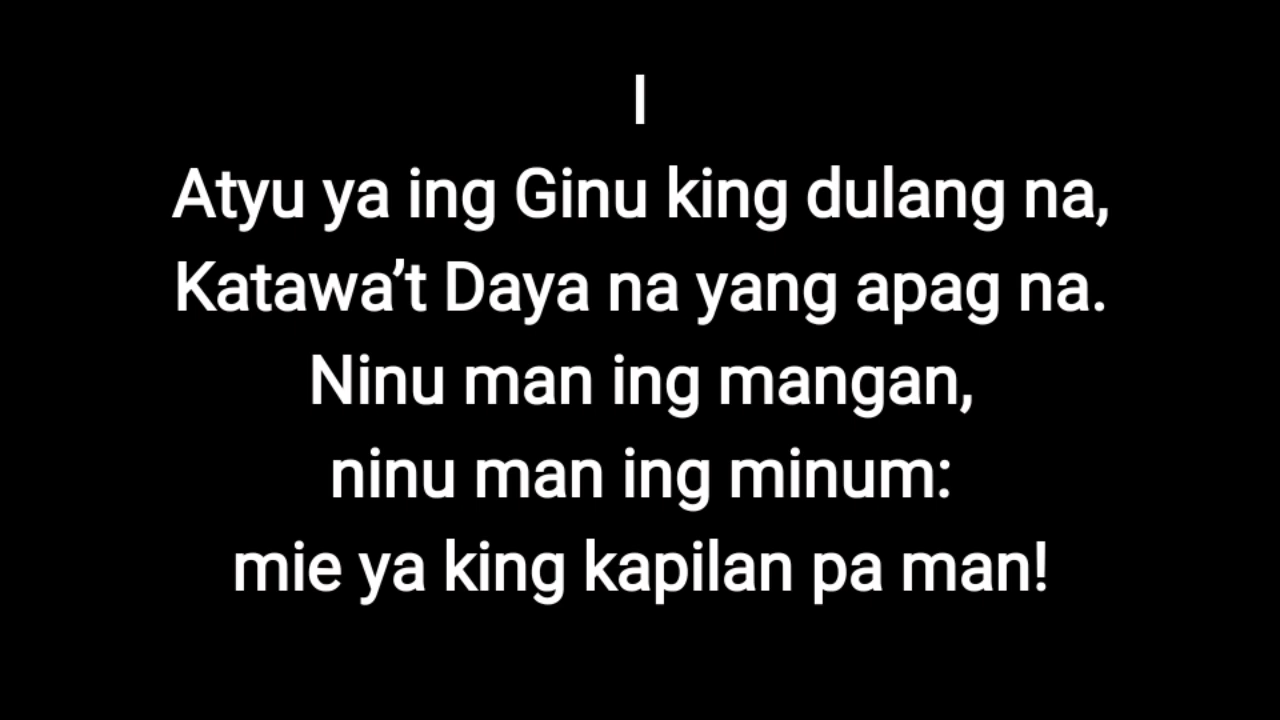 I
Atyu ya ing Ginu king dulang na,
Katawa’t Daya na yang apag na.
Ninu man ing mangan,
ninu man ing minum:
mie ya king kapilan pa man!